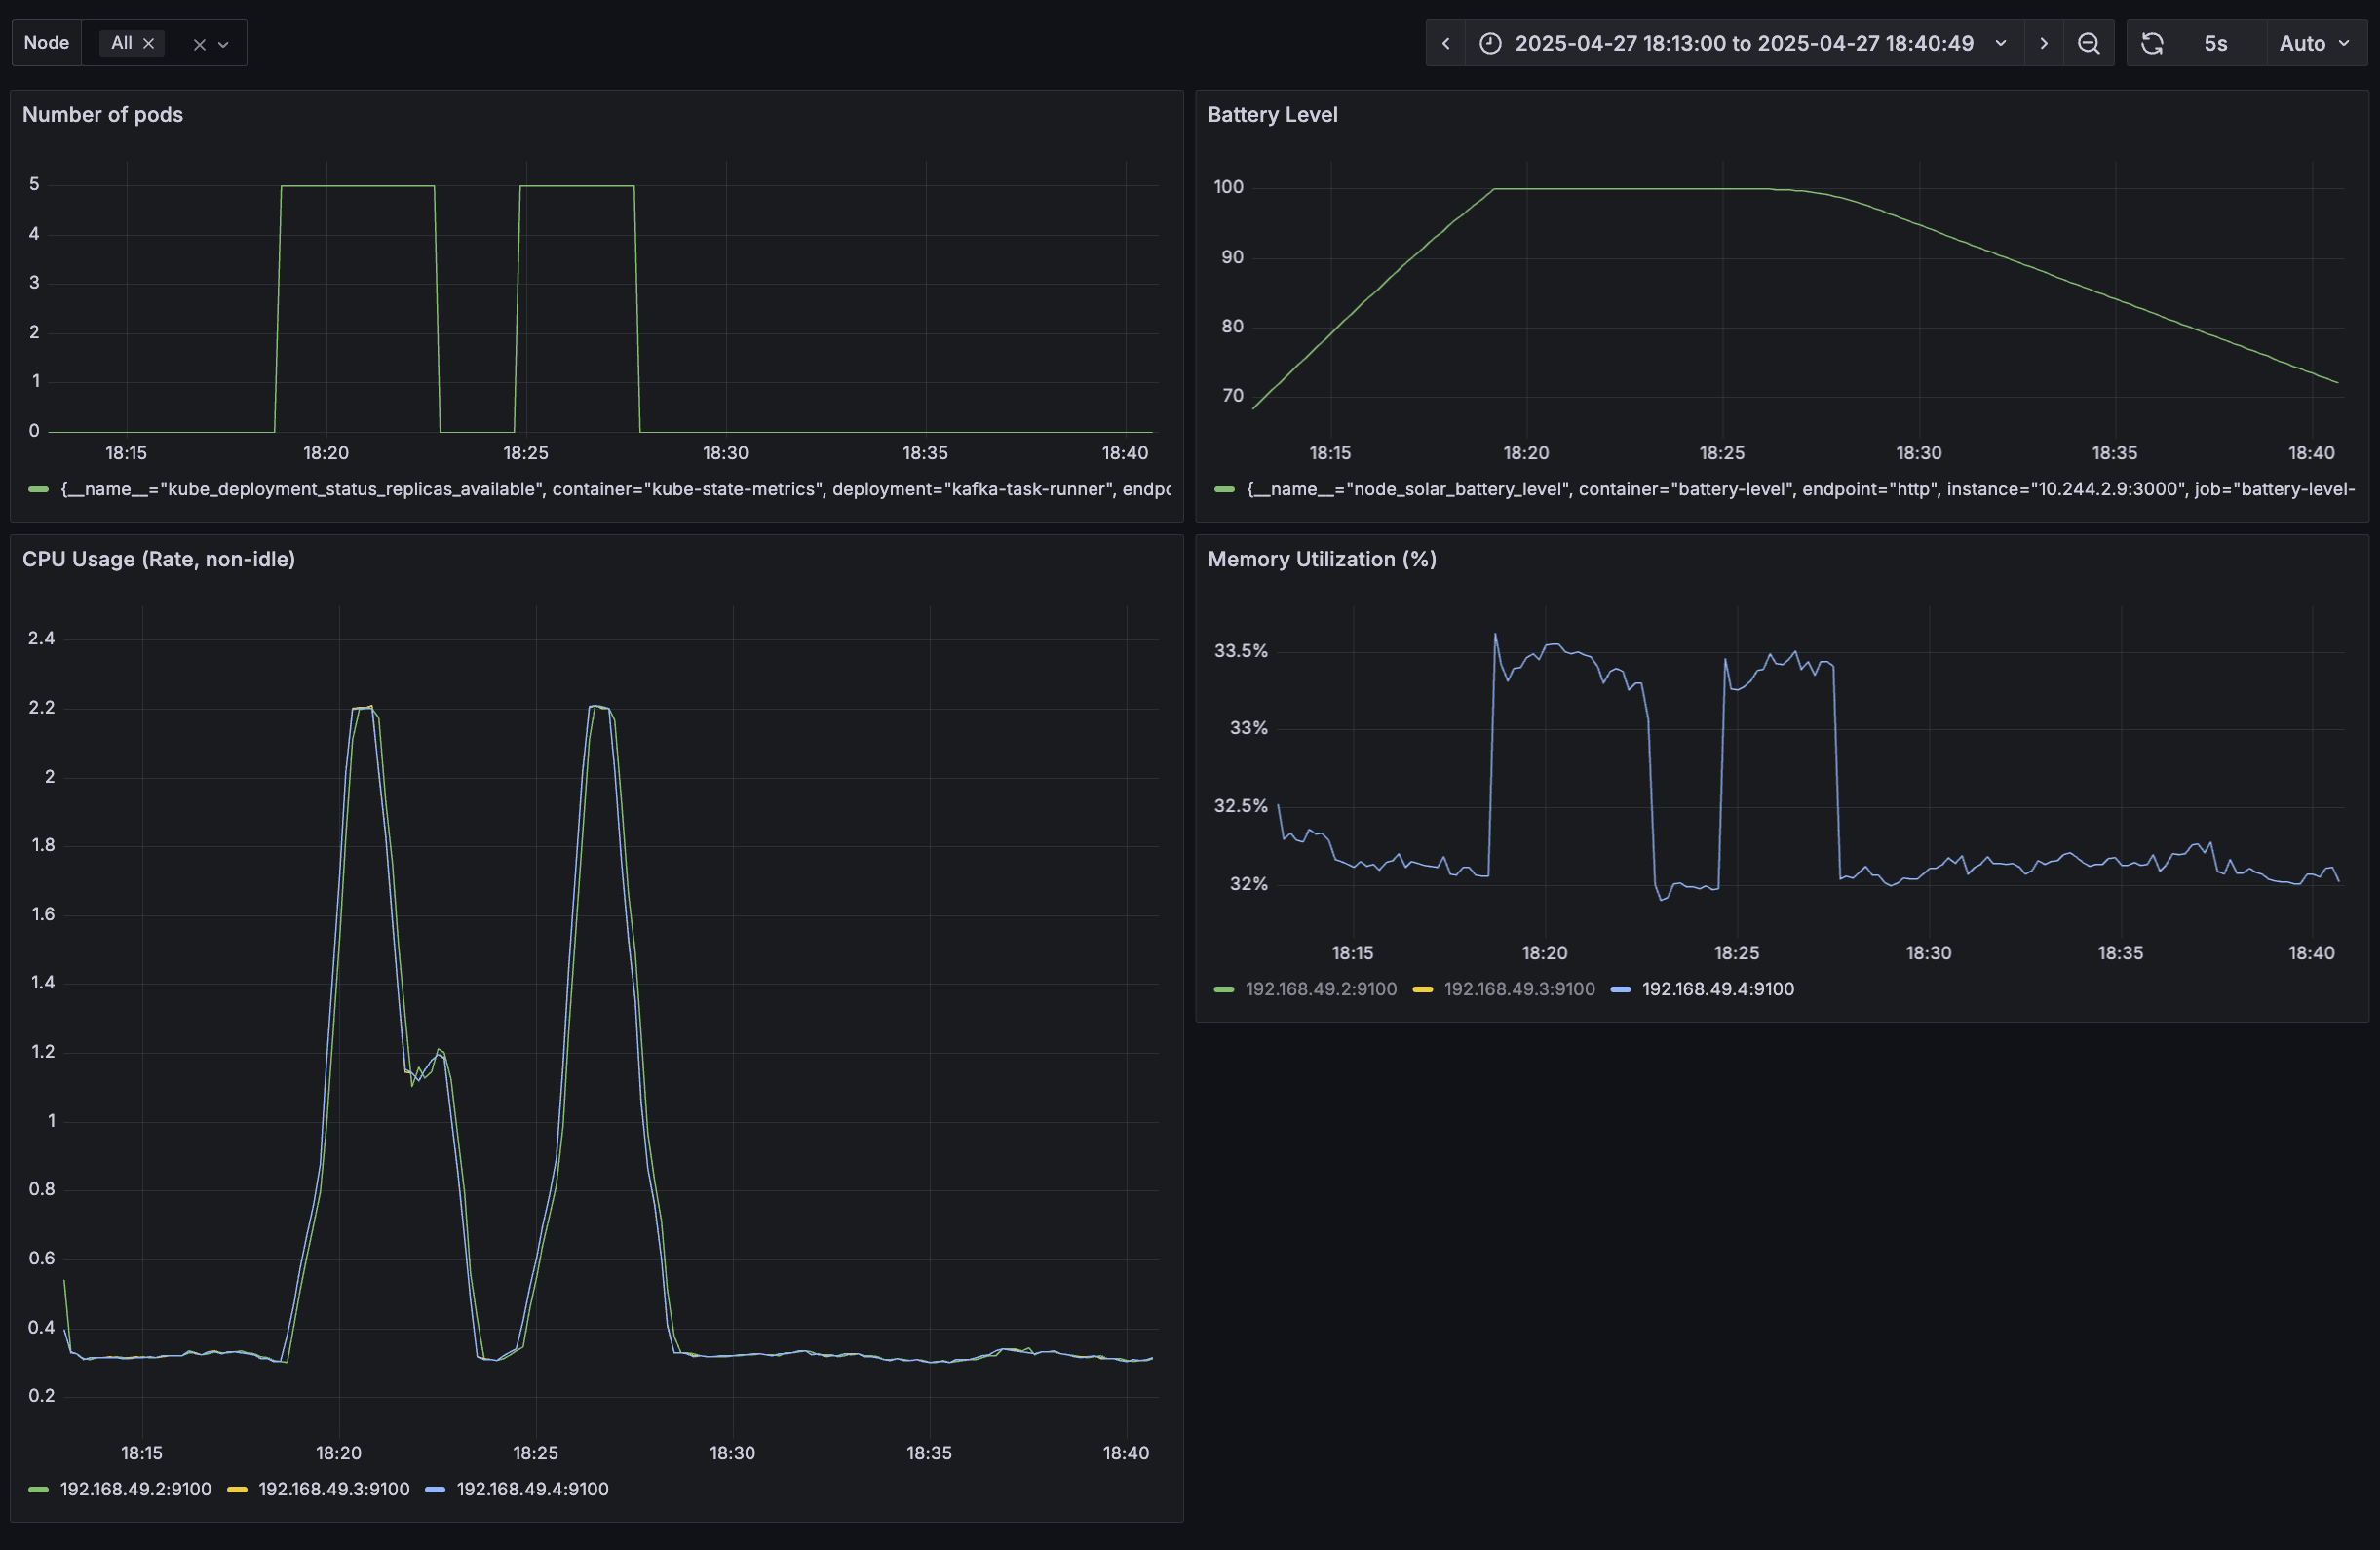 Node All
2025-04-27 18:13:00 to 2025-04-27 18:40:49 5s Auto
Number of pods
5
4
3
2
1
0
18:15 18:20 18:25 18:30 18:35 18:40
{__name__="kube_deployment_status_replicas_available", container="kube-state-metrics", deployment="kafka-task-runner", endpo
Battery Level
100
90
80
70
18:15 18:20 18:25 18:30 18:35 18:40
{__name__="node_solar_battery_level", container="battery-level", endpoint="http", instance="10.244.2.9:3000", job="battery-level-
CPU Usage (Rate, non-idle)
2.4
2.2
2
1.8
1.6
1.4
1.2
1
0.8
0.6
0.4
0.2
18:15 18:20 18:25 18:30 18:35 18:40
192.168.49.2:9100 192.168.49.3:9100 192.168.49.4:9100
Memory Utilization (%)
33.5%
33%
32.5%
32%
18:15 18:20 18:25 18:30 18:35 18:40
192.168.49.2:9100 192.168.49.3:9100 192.168.49.4:9100